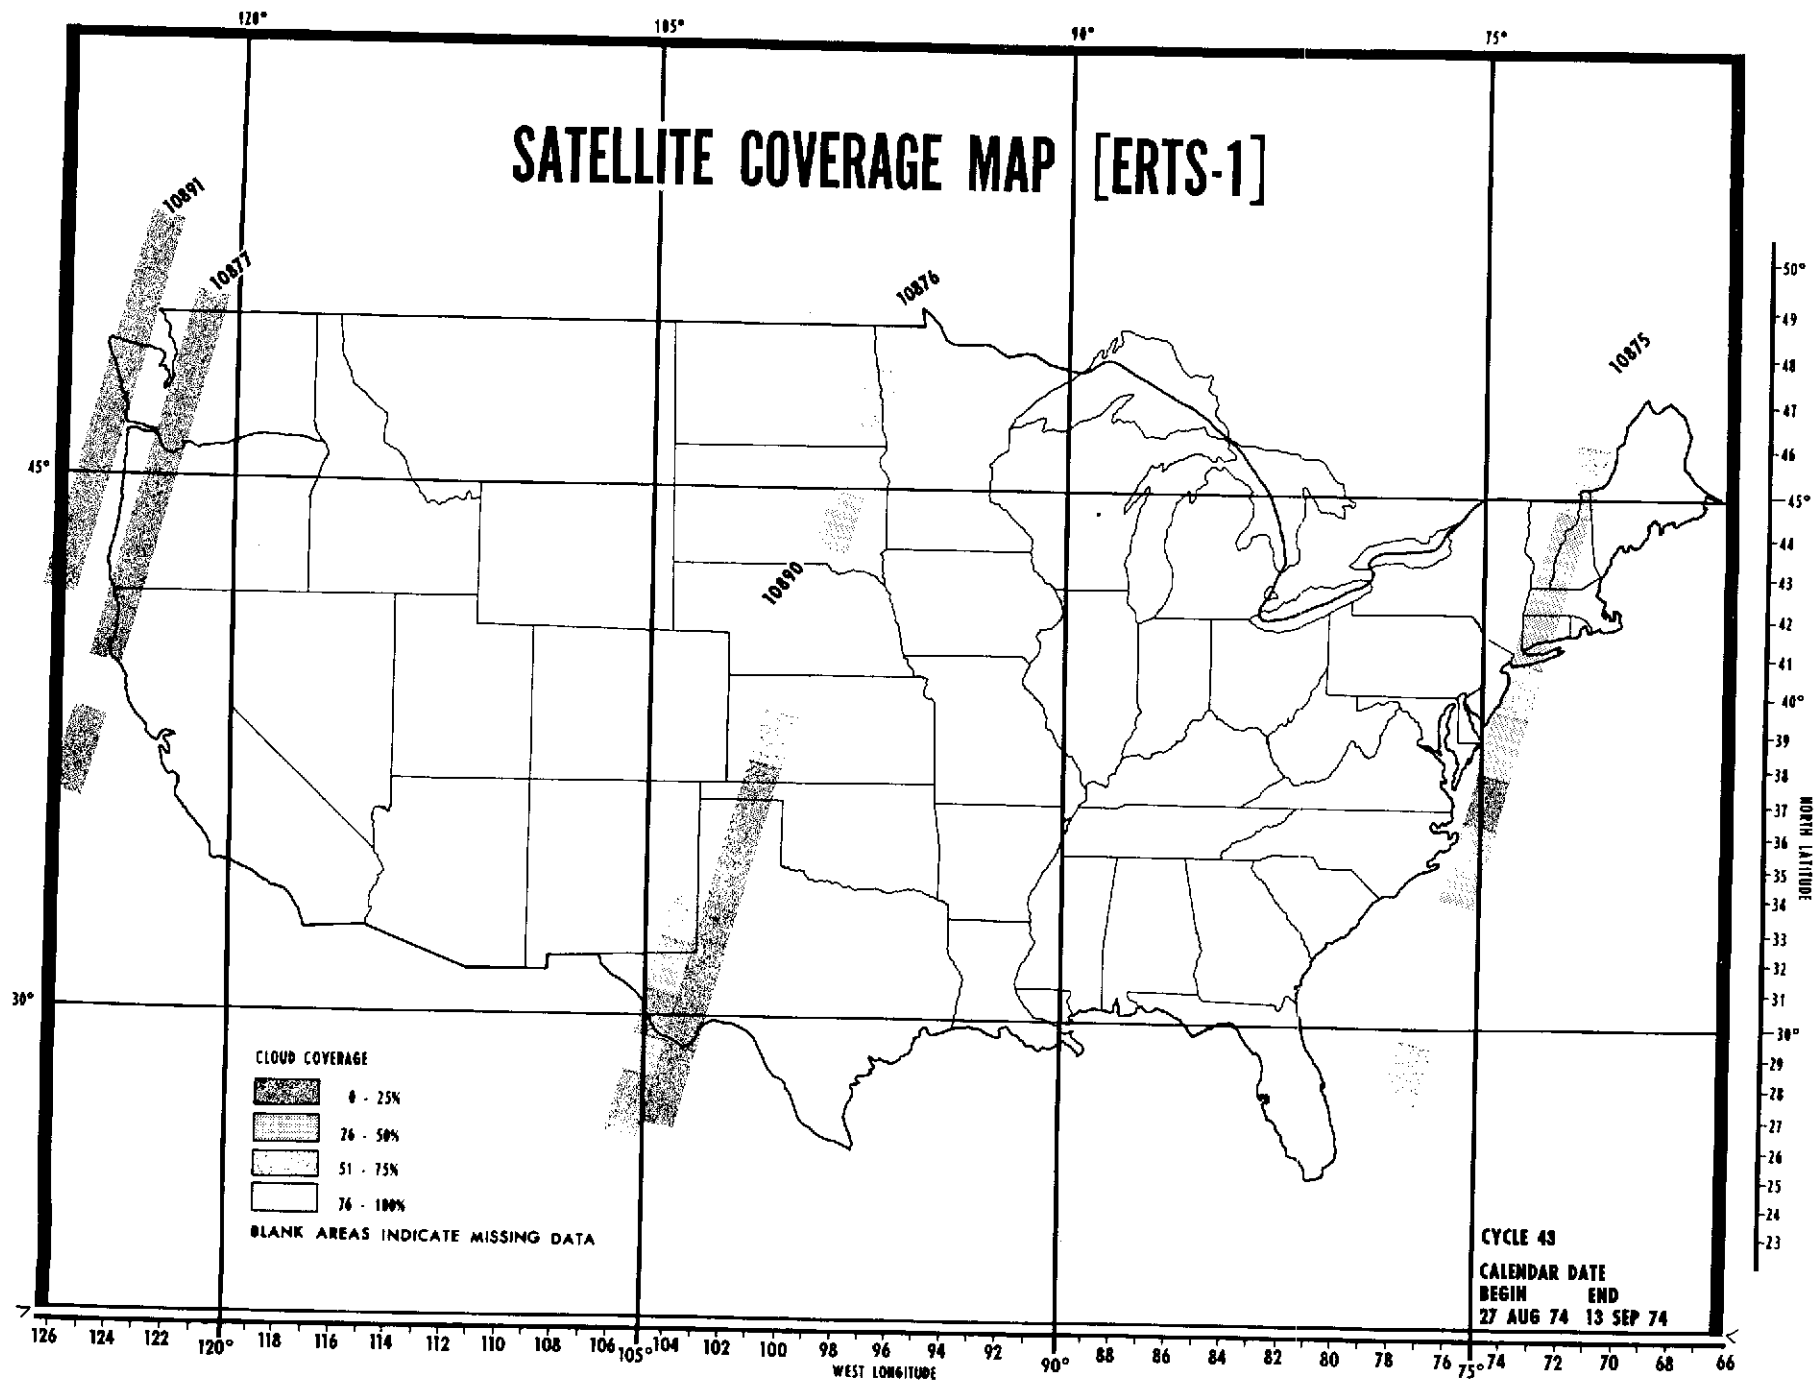 120°
105°
90°
75°
SATELLITE COVERAGE MAP [ERTS-1]
10891
10877
10876
10875
10890
50°
49
48
47
46
45°
44
43
42
41
40°
39
38
37
36
35
34
33
32
31
30°
29
28
27
26
25
24
23
NORTH LATITUDE
45°
30°
CLOUD COVERAGE
0 - 25%
26 - 50%
51 - 75%
76 - 100%
BLANK AREAS INDICATE MISSING DATA
CYCLE 43
CALENDAR DATE
BEGIN END
27 AUG 74 13 SEP 74
126 124 122 120° 118 116 114 112 110 108 106 105° 104 102 100 98 96 94 92 90° 88 86 84 82 80 78 76 75° 74 72 70 68 66
WEST LONGITUDE